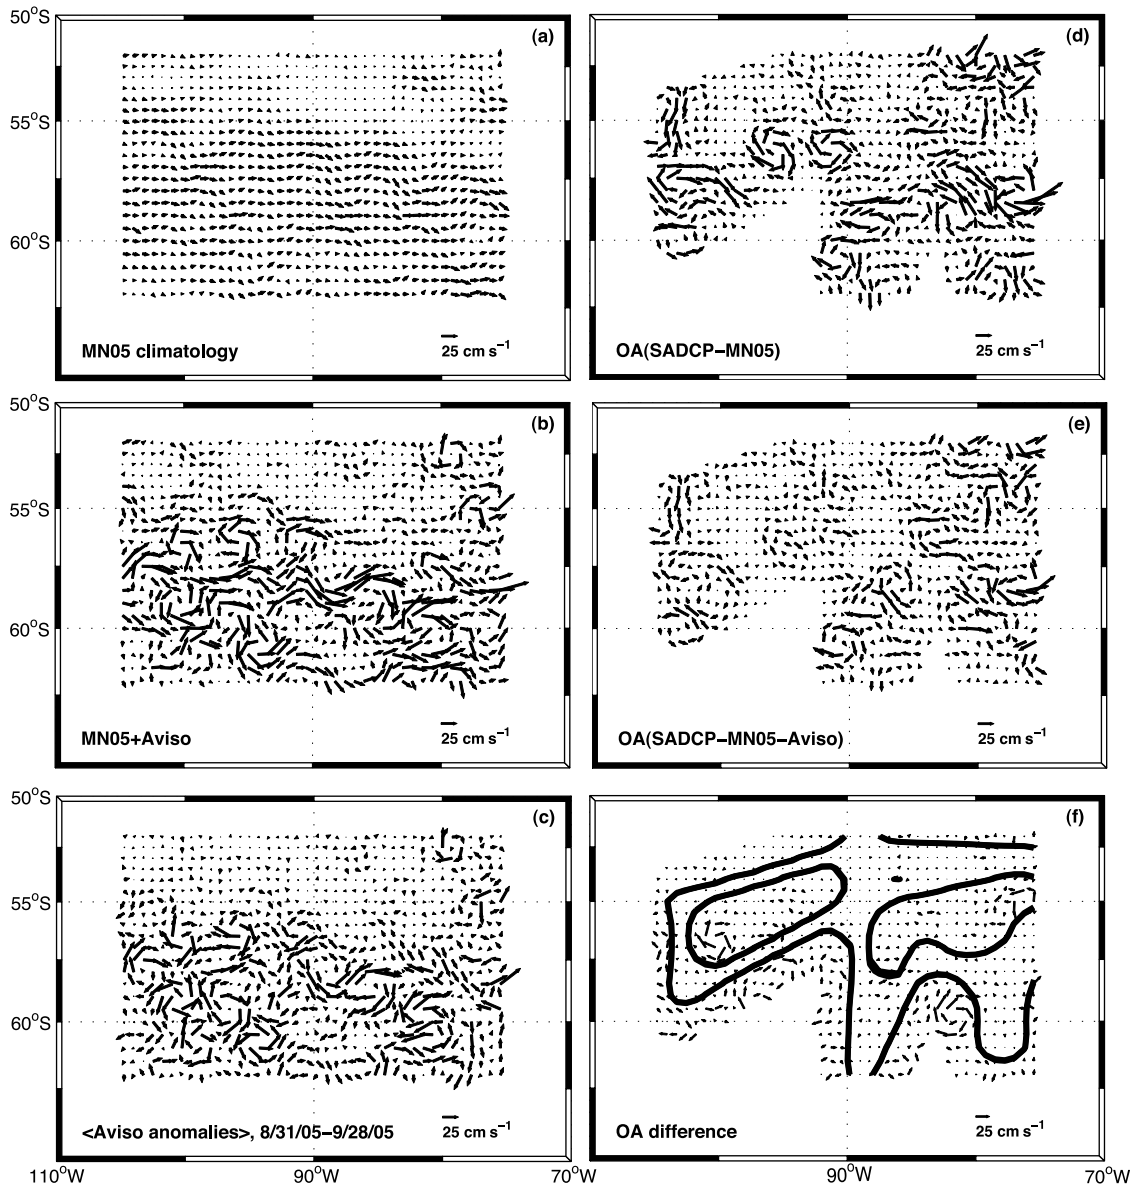 50°S
(a)
(d)
55°S
60°S
MN05 climatology
25 cm s⁻¹
OA(SADCP−MN05)
25 cm s⁻¹
50°S
(b)
(e)
55°S
60°S
MN05+Aviso
25 cm s⁻¹
OA(SADCP−MN05−Aviso)
25 cm s⁻¹
50°S
(c)
(f)
55°S
60°S
<Aviso anomalies>, 8/31/05−9/28/05
25 cm s⁻¹
OA difference
25 cm s⁻¹
110°W
90°W
70°W
90°W
70°W